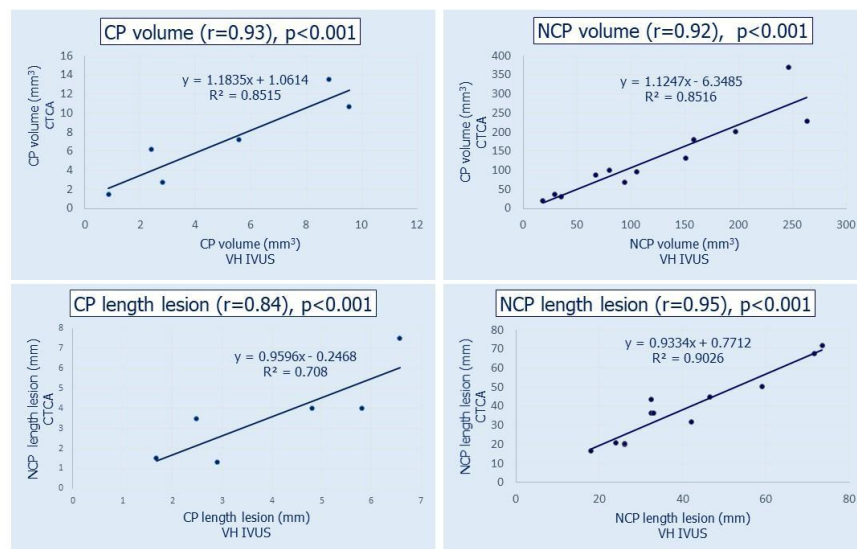 CP volume (r=0.93), p<0.001
16
14
12
10
8
6
4
2
0
CP volume (mm³)
CTCA
y = 1.1835x + 1.0614
R² = 0.8515
0 2 4 6 8 10 12
CP volume (mm³)
VH IVUS
NCP volume (r=0.92), p<0.001
400
350
300
250
200
150
100
50
0
CP volume (mm³)
CTCA
y = 1.1247x - 6.3485
R² = 0.8516
0 50 100 150 200 250 300
NCP volume (mm³)
VH IVUS
CP length lesion (r=0.84), p<0.001
8
7
6
5
4
3
2
1
0
NCP length lesion (mm)
CTCA
y = 0.9596x - 0.2468
R² = 0.708
0 1 2 3 4 5 6 7
CP length lesion (mm)
VH IVUS
NCP length lesion (r=0.95), p<0.001
80
70
60
50
40
30
20
10
0
NCP length lesion (mm)
CTCA
y = 0.9334x + 0.7712
R² = 0.9026
0 20 40 60 80
NCP length lesion (mm)
VH IVUS